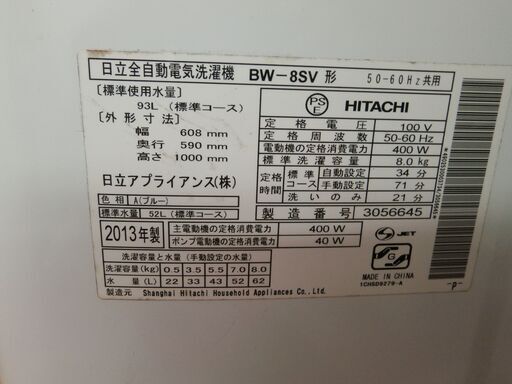 日立全自動電気洗濯機 BW-8SV 形 50-60Hz共用
[標準使用水量]
93L (標準コース)
[外形寸法]
幅 608 mm
奥行 590 mm
高さ 1000 mm
日立アプライアンス(株)
色相 A(ブルー)
標準水量 52L (標準コース)
2013年製
PS E HITACHI
定格電圧 100 V
定格周波数 50-60 Hz
電動機の定格消費電力 400 W
標準洗濯容量 8.0 kg
定格時間 標準コース 自動設定 34 分
手動設定 71 分
洗いのみ 21 分
製造番号 3056645
主電動機の定格消費電力 400 W
ポンプ電動機の定格消費電力 40 W
洗濯容量と水量 (手動設定の水量)
洗濯容量(kg) 0.5 3.5 5.5 7.0 8.0
水量(L) 22 33 43 52 62
製造元 Shanghai Hitachi Household Appliances Co.,Ltd.
S JET
MADE IN CHINA
1CHSD9279-A
-P-